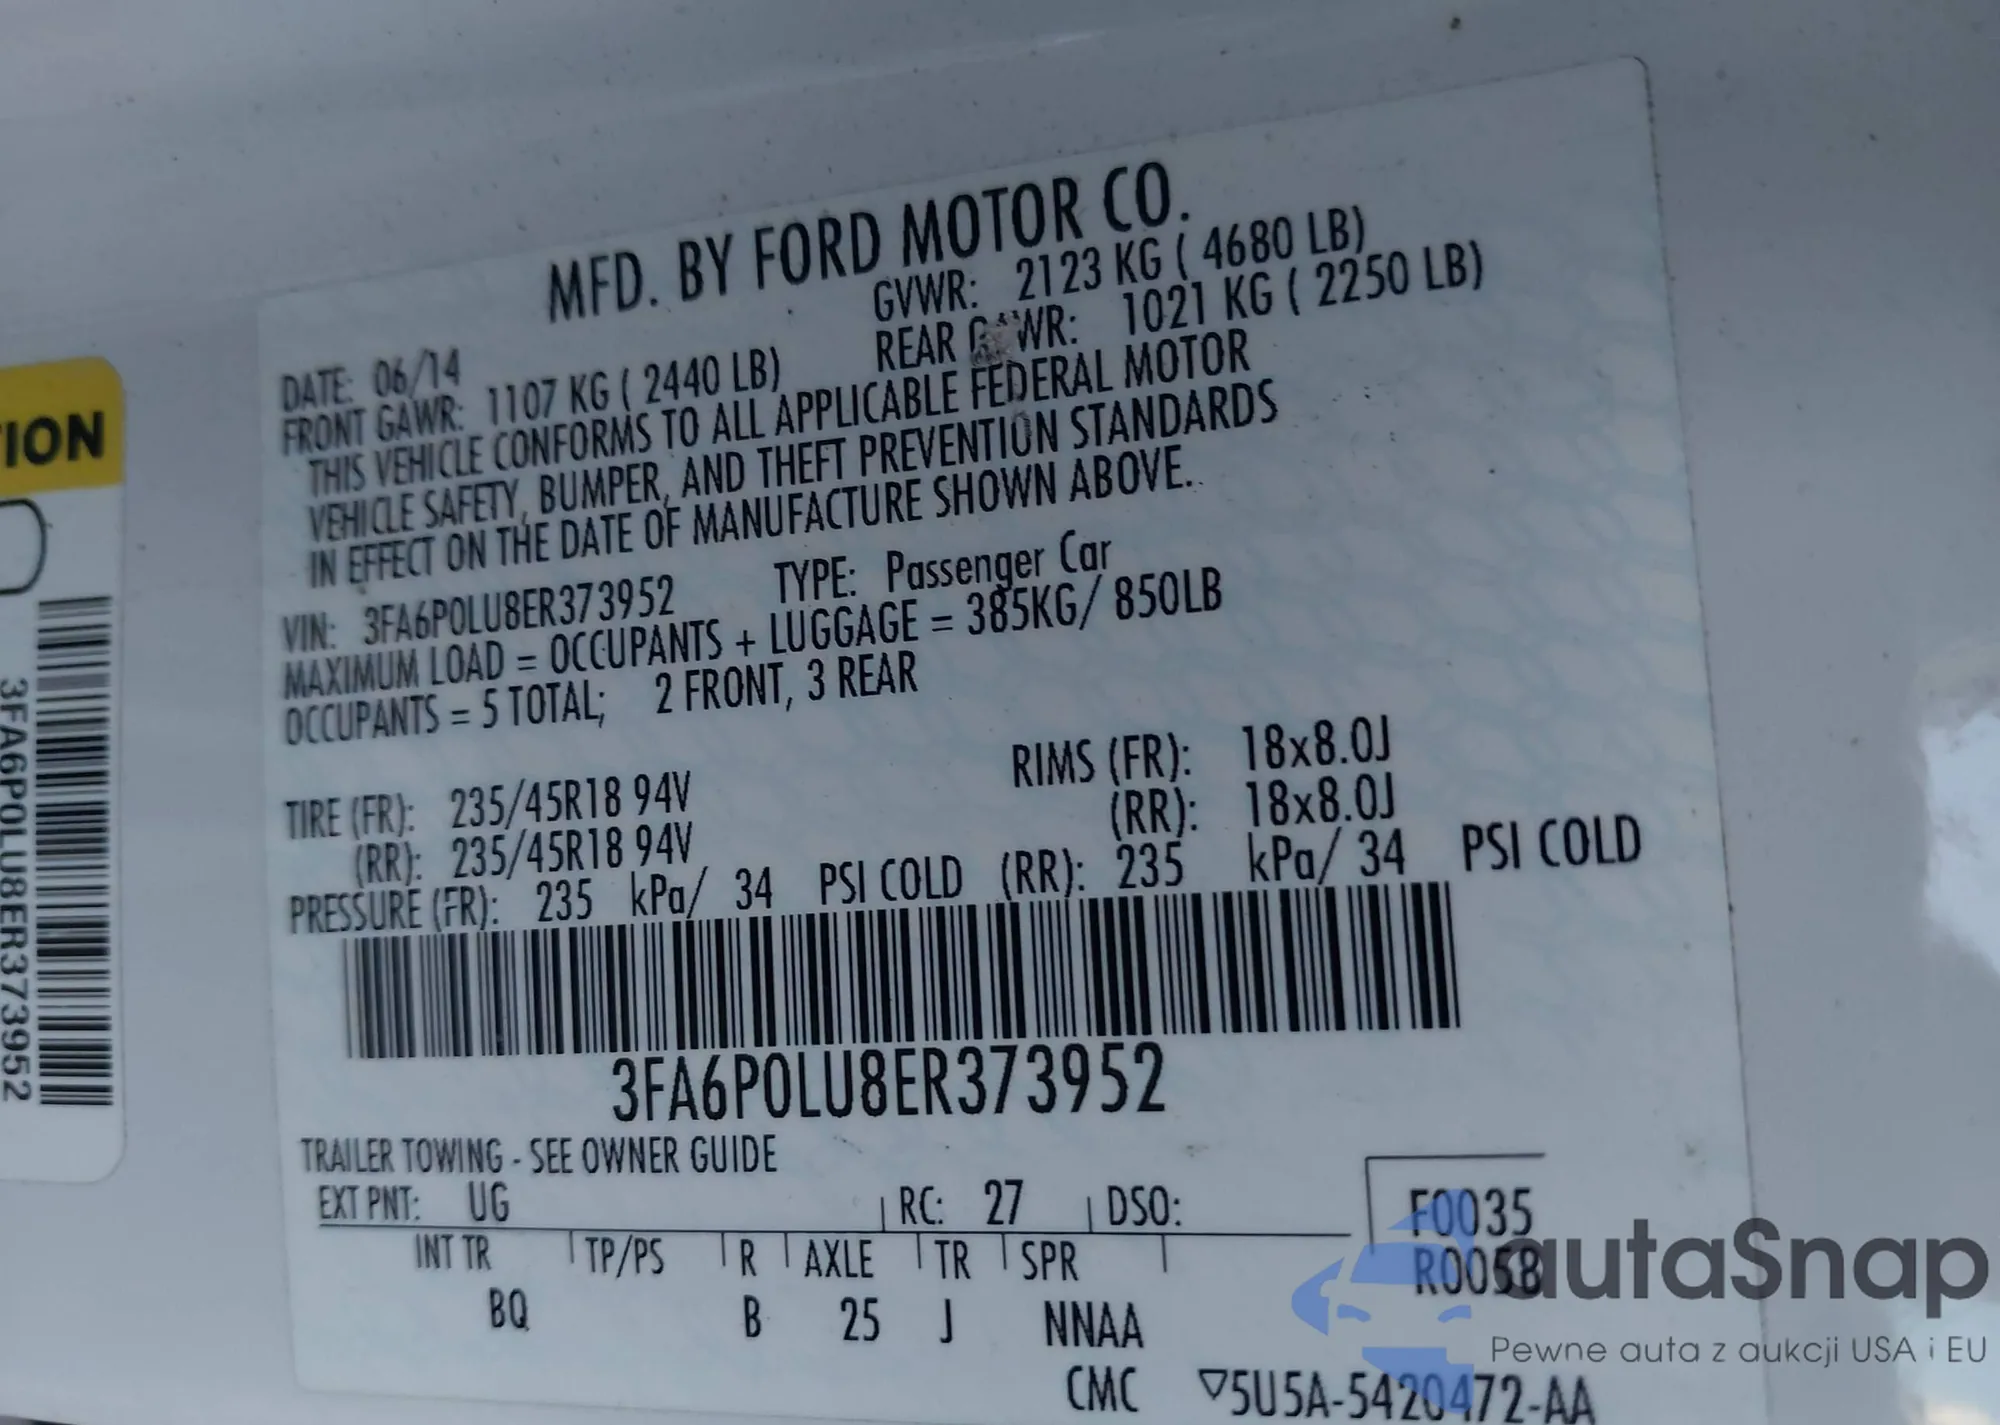 MFD. BY FORD MOTOR CO.
DATE: 06/14 GVWR: 2123 KG ( 4680 LB)
FRONT GAWR: 1107 KG ( 2440 LB) REAR GAWR: 1021 KG ( 2250 LB)
THIS VEHICLE CONFORMS TO ALL APPLICABLE FEDERAL MOTOR
VEHICLE SAFETY, BUMPER, AND THEFT PREVENTION STANDARDS
IN EFFECT ON THE DATE OF MANUFACTURE SHOWN ABOVE.
VIN: 3FA6P0LU8ER373952 TYPE: Passenger Car
MAXIMUM LOAD = OCCUPANTS + LUGGAGE = 385KG/ 850LB
OCCUPANTS = 5 TOTAL; 2 FRONT, 3 REAR
TIRE (FR): 235/45R18 94V RIMS (FR): 18x8.0J
(RR): 235/45R18 94V (RR): 18x8.0J
PRESSURE (FR): 235 kPa/ 34 PSI COLD (RR): 235 kPa/ 34 PSI COLD
3FA6P0LU8ER373952
TRAILER TOWING - SEE OWNER GUIDE
EXT PNT: UG RC: 27 DSO:
F0035
R0058
INT TR TP/PS R AXLE TR SPR
BQ B 25 J NNAA
CMC ▽5U5A-5420472-AA
3FA6P0LU8ER373952
autaSnap
Pewne auta z aukcji USA i EU